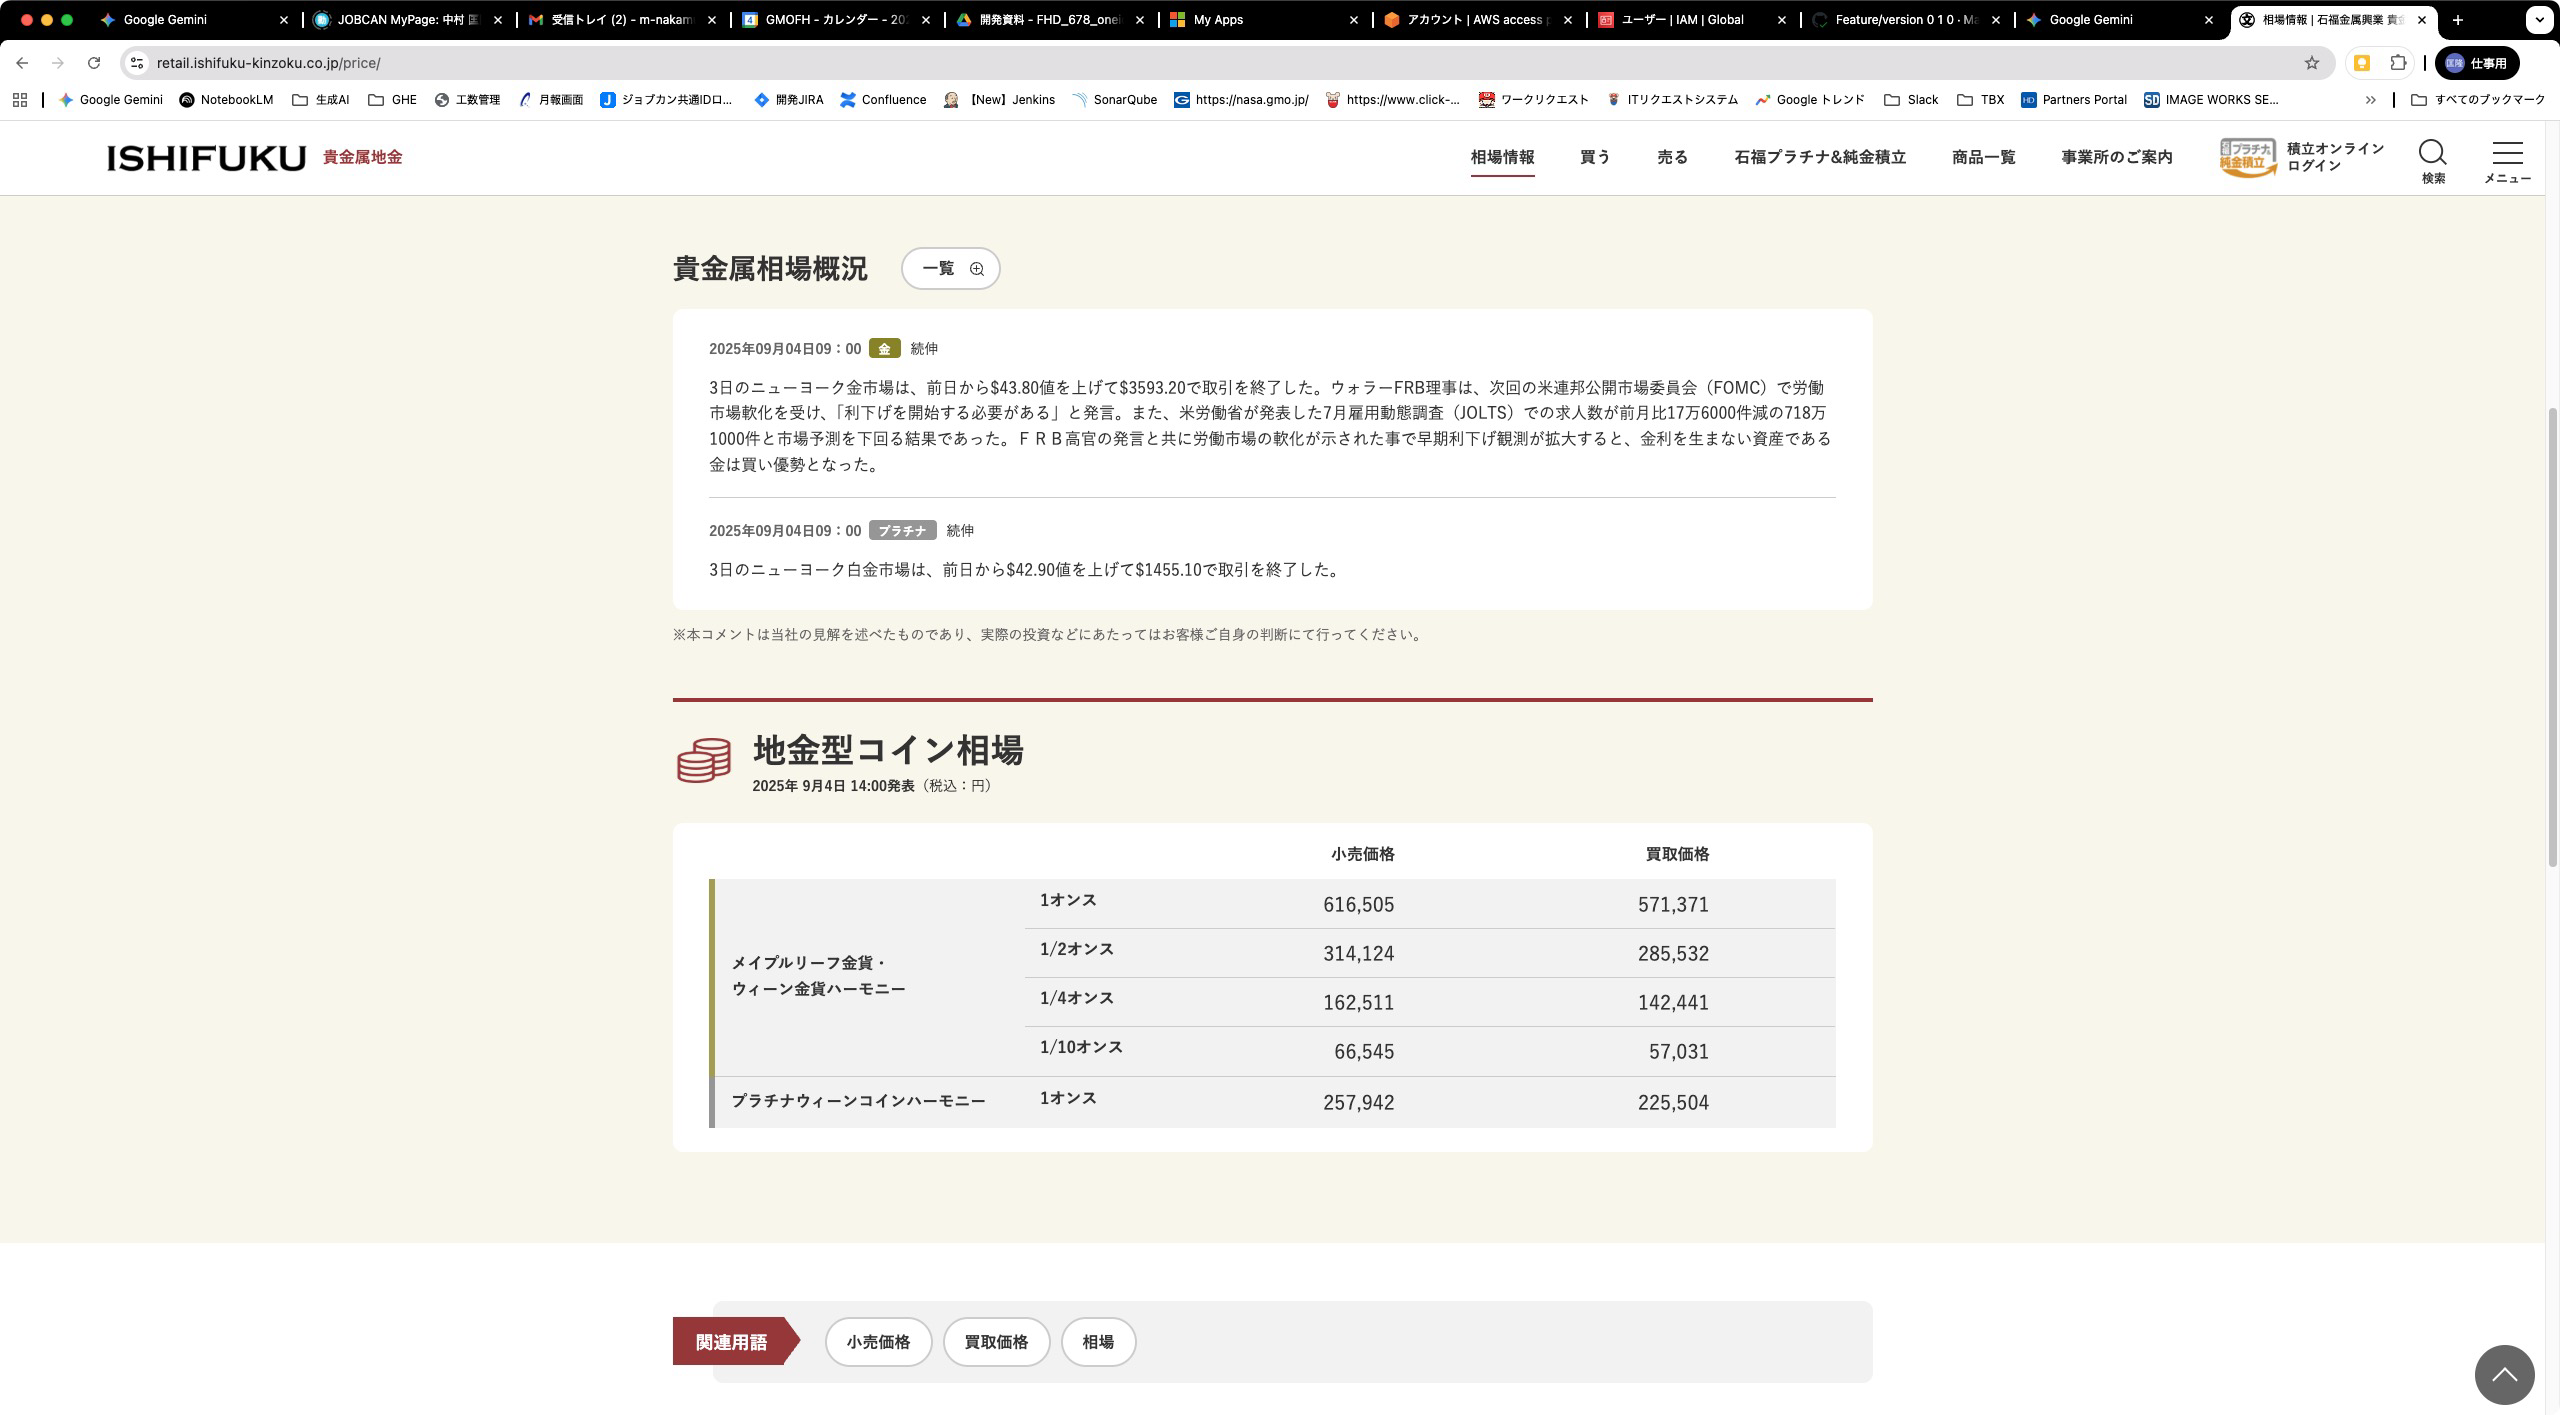 Google Gemini
JOBCAN MyPage: 中村
受信トレイ (2) - m-nakam
GMOFH - カレンダー - 202
開発資料 - FHD_678_onei
My Apps
アカウント | AWS access p
ユーザー | IAM | Global
Feature/version 0 1 0 · Ma
Google Gemini
相場情報 | 石福金属興業 貴金
retail.ishifuku-kinzoku.co.jp/price/
仕事用
Google Gemini
NotebookLM
生成AI
GHE
工数管理
月報画面
ジョブカン共通IDロ...
開発JIRA
Confluence
【New】Jenkins
SonarQube
https://nasa.gmo.jp/
https://www.click-...
ワークリクエスト
ITリクエストシステム
Google トレンド
Slack
TBX
Partners Portal
IMAGE WORKS SE...
すべてのブックマーク
ISHIFUKU 貴金属地金
相場情報
買う
売る
石福プラチナ&純金積立
商品一覧
事業所のご案内
プラチナ
純金積立
積立オンライン
ログイン
検索
メニュー
貴金属相場概況
一覧
2025年09月04日09：00 金 続伸
3日のニューヨーク金市場は、前日から$43.80値を上げて$3593.20で取引を終了した。ウォラーFRB理事は、次回の米連邦公開市場委員会（FOMC）で労働
市場軟化を受け、「利下げを開始する必要がある」と発言。また、米労働省が発表した7月雇用動態調査（JOLTS）での求人数が前月比17万6000件減の718万
1000件と市場予測を下回る結果であった。ＦＲＢ高官の発言と共に労働市場の軟化が示された事で早期利下げ観測が拡大すると、金利を生まない資産である
金は買い優勢となった。
2025年09月04日09：00 プラチナ 続伸
3日のニューヨーク白金市場は、前日から$42.90値を上げて$1455.10で取引を終了した。
※本コメントは当社の見解を述べたものであり、実際の投資などにあたってはお客様ご自身の判断にて行ってください。
地金型コイン相場
2025年 9月4日 14:00発表（税込：円）
小売価格 買取価格
メイプルリーフ金貨・
ウィーン金貨ハーモニー
1オンス 616,505 571,371
1/2オンス 314,124 285,532
1/4オンス 162,511 142,441
1/10オンス 66,545 57,031
プラチナウィーンコインハーモニー 1オンス 257,942 225,504
関連用語
小売価格
買取価格
相場